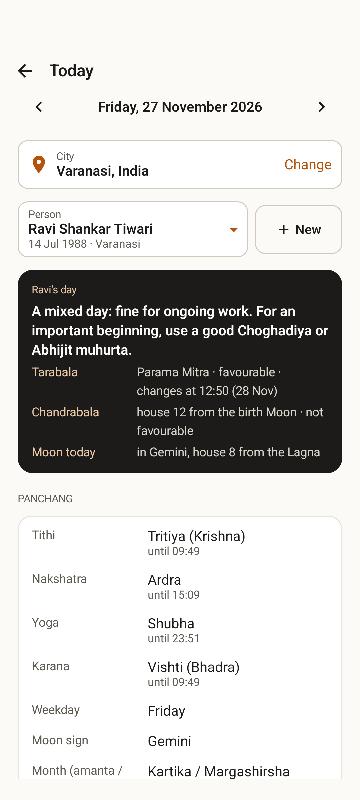 Today
Friday, 27 November 2026
City
Varanasi, India
Change
Person
Ravi Shankar Tiwari
14 Jul 1988 · Varanasi
+ New
Ravi's day
A mixed day: fine for ongoing work. For an
important beginning, use a good Choghadiya or
Abhijit muhurta.
Tarabala
Parama Mitra · favourable ·
changes at 12:50 (28 Nov)
Chandrabala
house 12 from the birth Moon · not
favourable
Moon today
in Gemini, house 8 from the Lagna
PANCHANG
Tithi
Tritiya (Krishna)
until 09:49
Nakshatra
Ardra
until 15:09
Yoga
Shubha
until 23:51
Karana
Vishti (Bhadra)
until 09:49
Weekday
Friday
Moon sign
Gemini
Month (amanta /
Kartika / Margashirsha